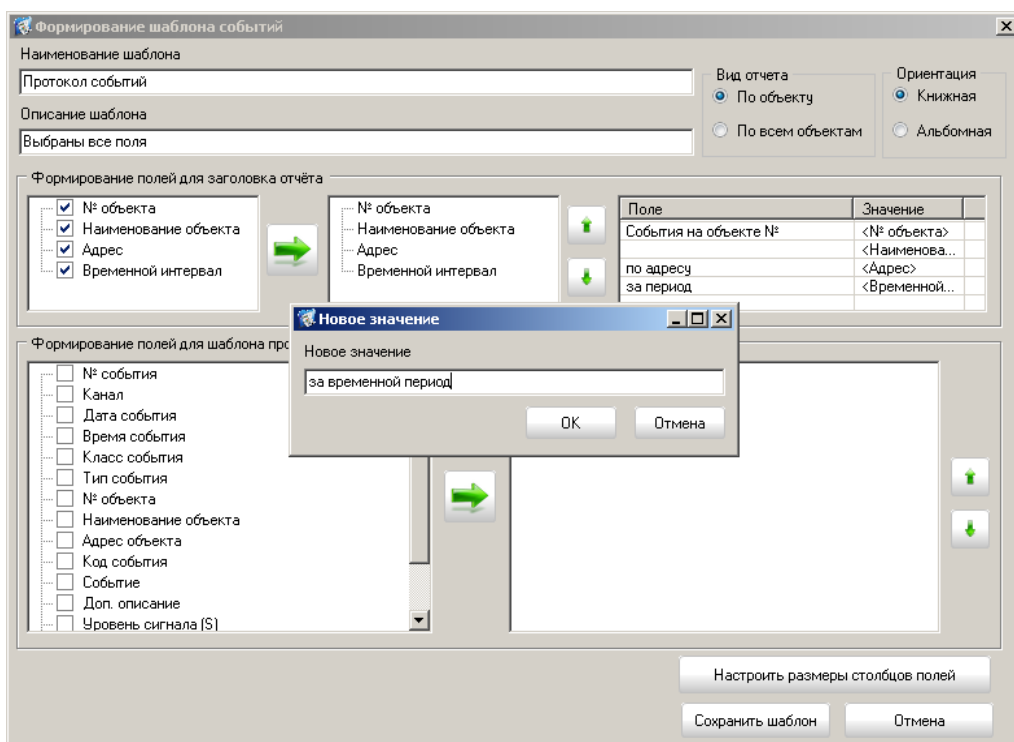 Формирование шаблона событий
Наименование шаблона
Протокол событий
Описание шаблона
Выбраны все поля
Вид отчета
По объекту
По всем объектам
Ориентация
Книжная
Альбомная
Формирование полей для заголовка отчёта
№ объекта
Наименование объекта
Адрес
Временной интервал
№ объекта
Наименование объекта
Адрес
Временной интервал
Поле Значение
События на объекте № <№ объекта>
<Наименова...
по адресу <Адрес>
за период <Временной...
Новое значение
Новое значение
за временной период
OK Отмена
Формирование полей для шаблона про
№ события
Канал
Дата события
Время события
Класс события
Тип события
№ объекта
Наименование объекта
Адрес объекта
Код события
Событие
Доп. описание
Уровень сигнала (S)
Настроить размеры столбцов полей
Сохранить шаблон Отмена